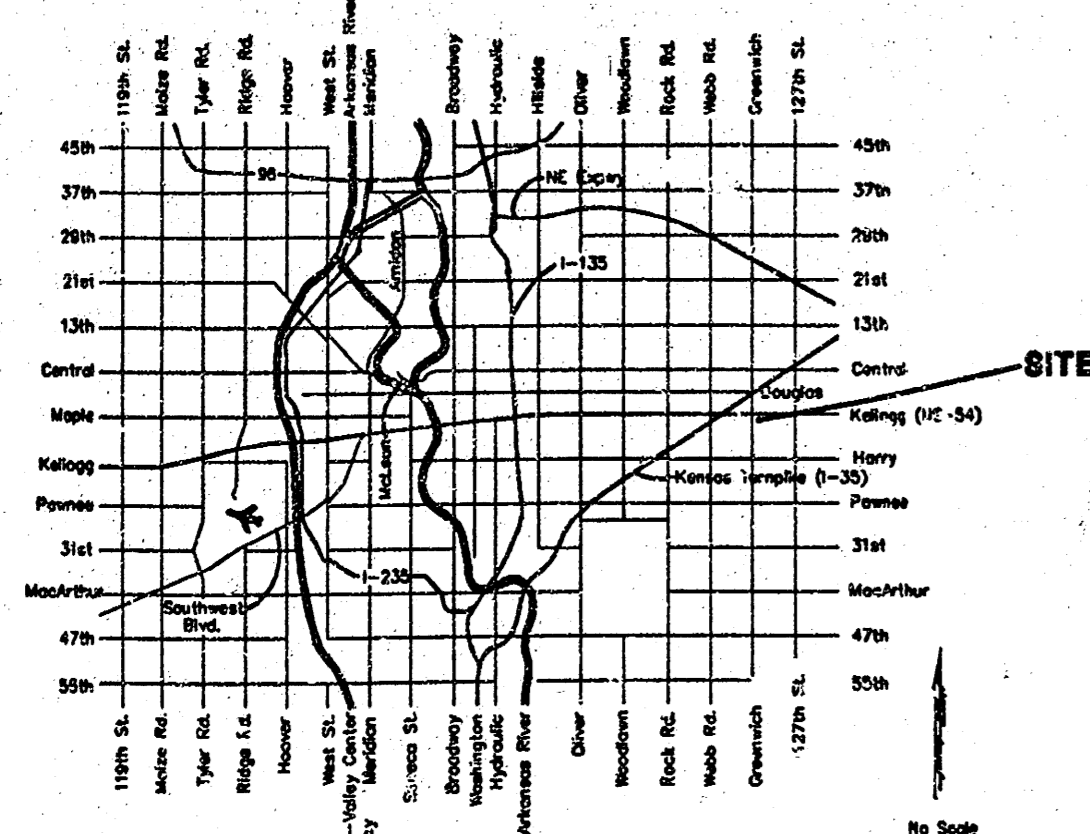 119th St.
Maize Rd.
Tyler Rd.
Ridge Rd.
Hoover
West St.
Arkansas River
Meridian
Broadway
Hydraulic
Hillside
Oliver
Woodlawn
Rock Rd.
Webb Rd.
Greenwich
127th St.
45th
45th
96
NE Expwy
37th
37th
29th
29th
Amidon
I-135
21st
21st
13th
13th
Central
Central
SITE
Douglas
Maple
Kellogg (NE-54)
McLean
Kellogg
Harry
Kansas Turnpike (I-35)
Pawnee
Pawnee
31st
31st
I-235
MacArthur
MacArthur
Southwest
Blvd.
47th
47th
55th
55th
119th St.
Maize Rd.
Tyler Rd.
Ridge Rd.
Hoover
West St.
Valley Center
Meridian
Seneca St.
Broadway
Washington
Hydraulic
Arkansas River
Oliver
Woodlawn
Rock Rd.
Webb Rd.
Greenwich
127th St.
No Scale